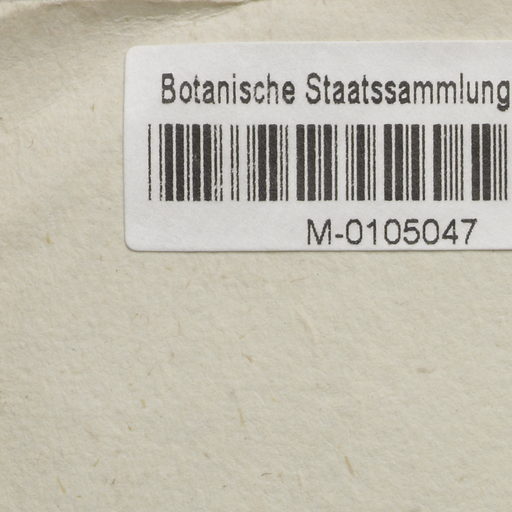 Botanische Staatssammlung
M-0105047